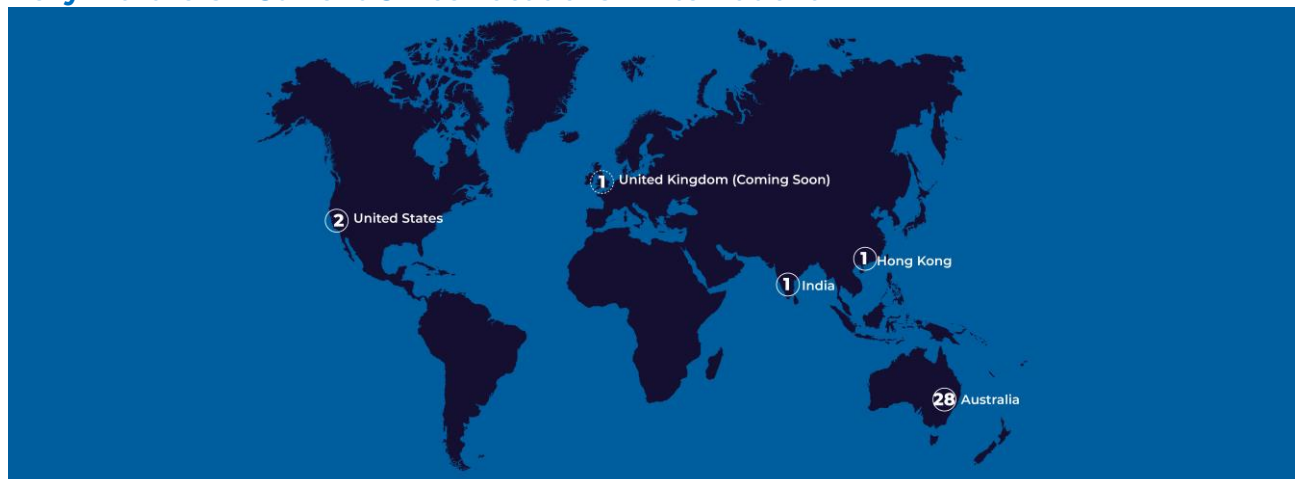 1 United Kingdom (Coming Soon)
2 United States
1 Hong Kong
1 India
28 Australia